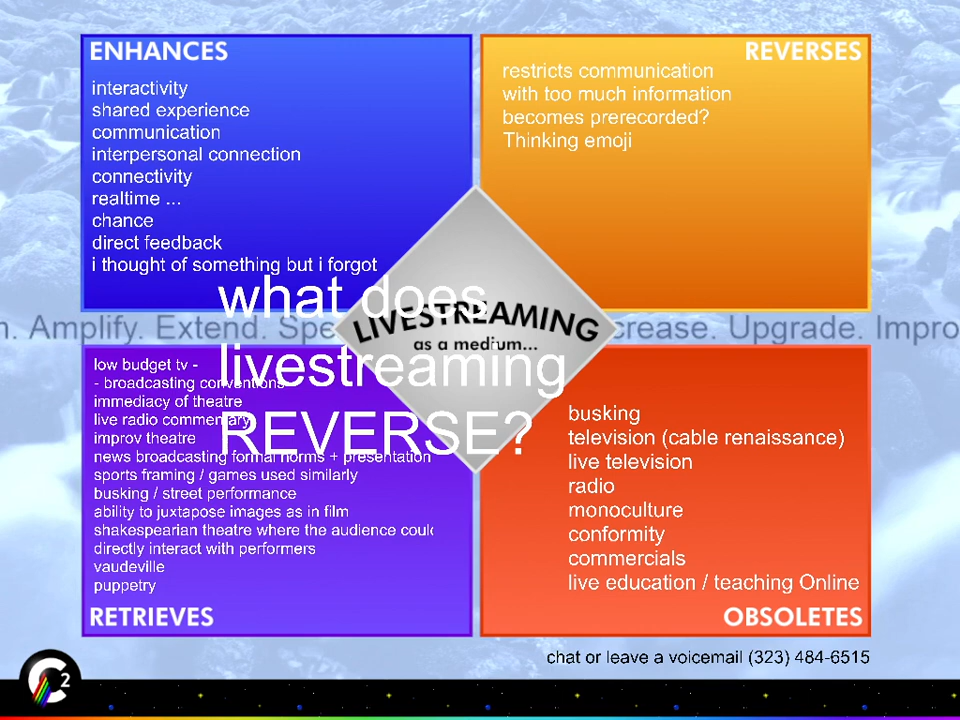 ENHANCES
interactivity
shared experience
communication
interpersonal connection
connectivity
realtime ...
chance
direct feedback
i thought of something but i forgot
REVERSES
restricts communication
with too much information
becomes prerecorded?
Thinking emoji
what does
livestreaming
REVERSE?
LIVESTREAMING
as a medium...
. Amplify. Extend. Spe
crease. Upgrade. Impro
low budget tv -
- broadcasting conventions
immediacy of theatre
live radio commentary
improv theatre
news broadcasting formal norms + presentation
sports framing / games used similarly
busking / street performance
ability to juxtapose images as in film
shakespearian theatre where the audience could
directly interact with performers
vaudeville
puppetry
RETRIEVES
busking
television (cable renaissance)
live television
radio
monoculture
conformity
commercials
live education / teaching Online
OBSOLETES
chat or leave a voicemail (323) 484-6515
C2